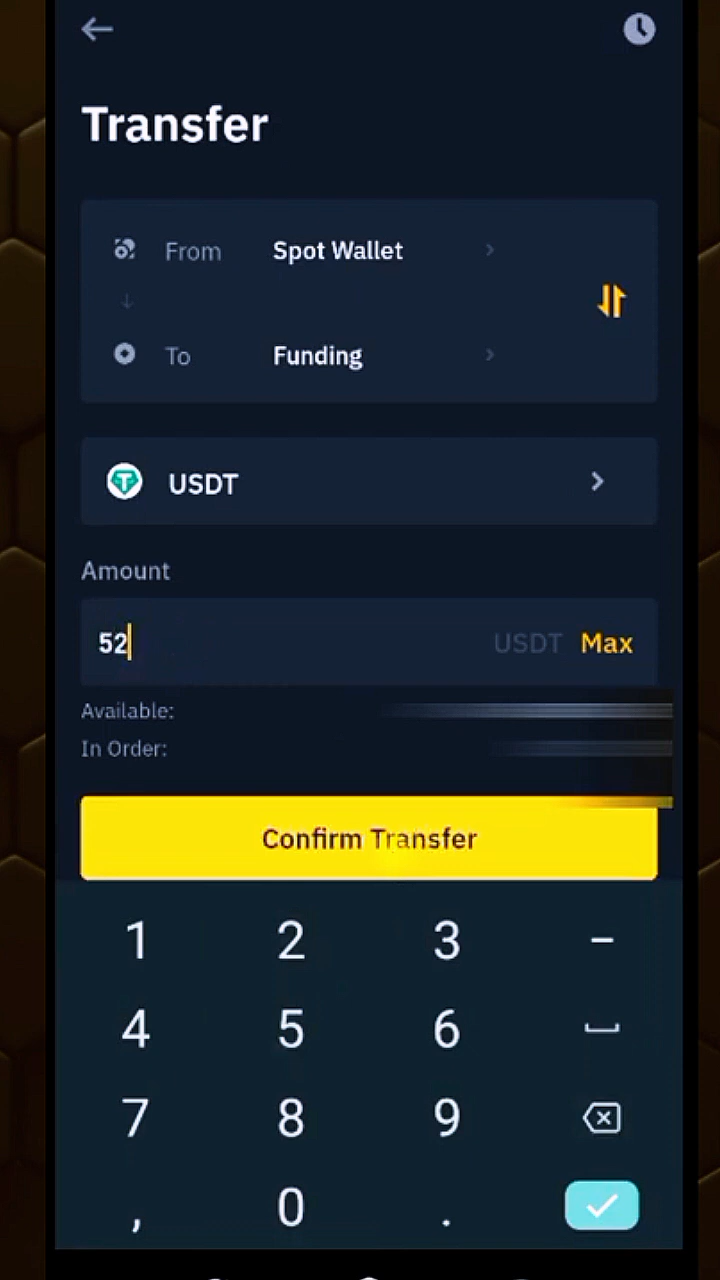 Transfer
From Spot Wallet
To Funding
USDT
Amount
52 USDT Max
Available:
In Order:
Confirm Transfer
1 2 3 –
4 5 6
7 8 9
, 0 .